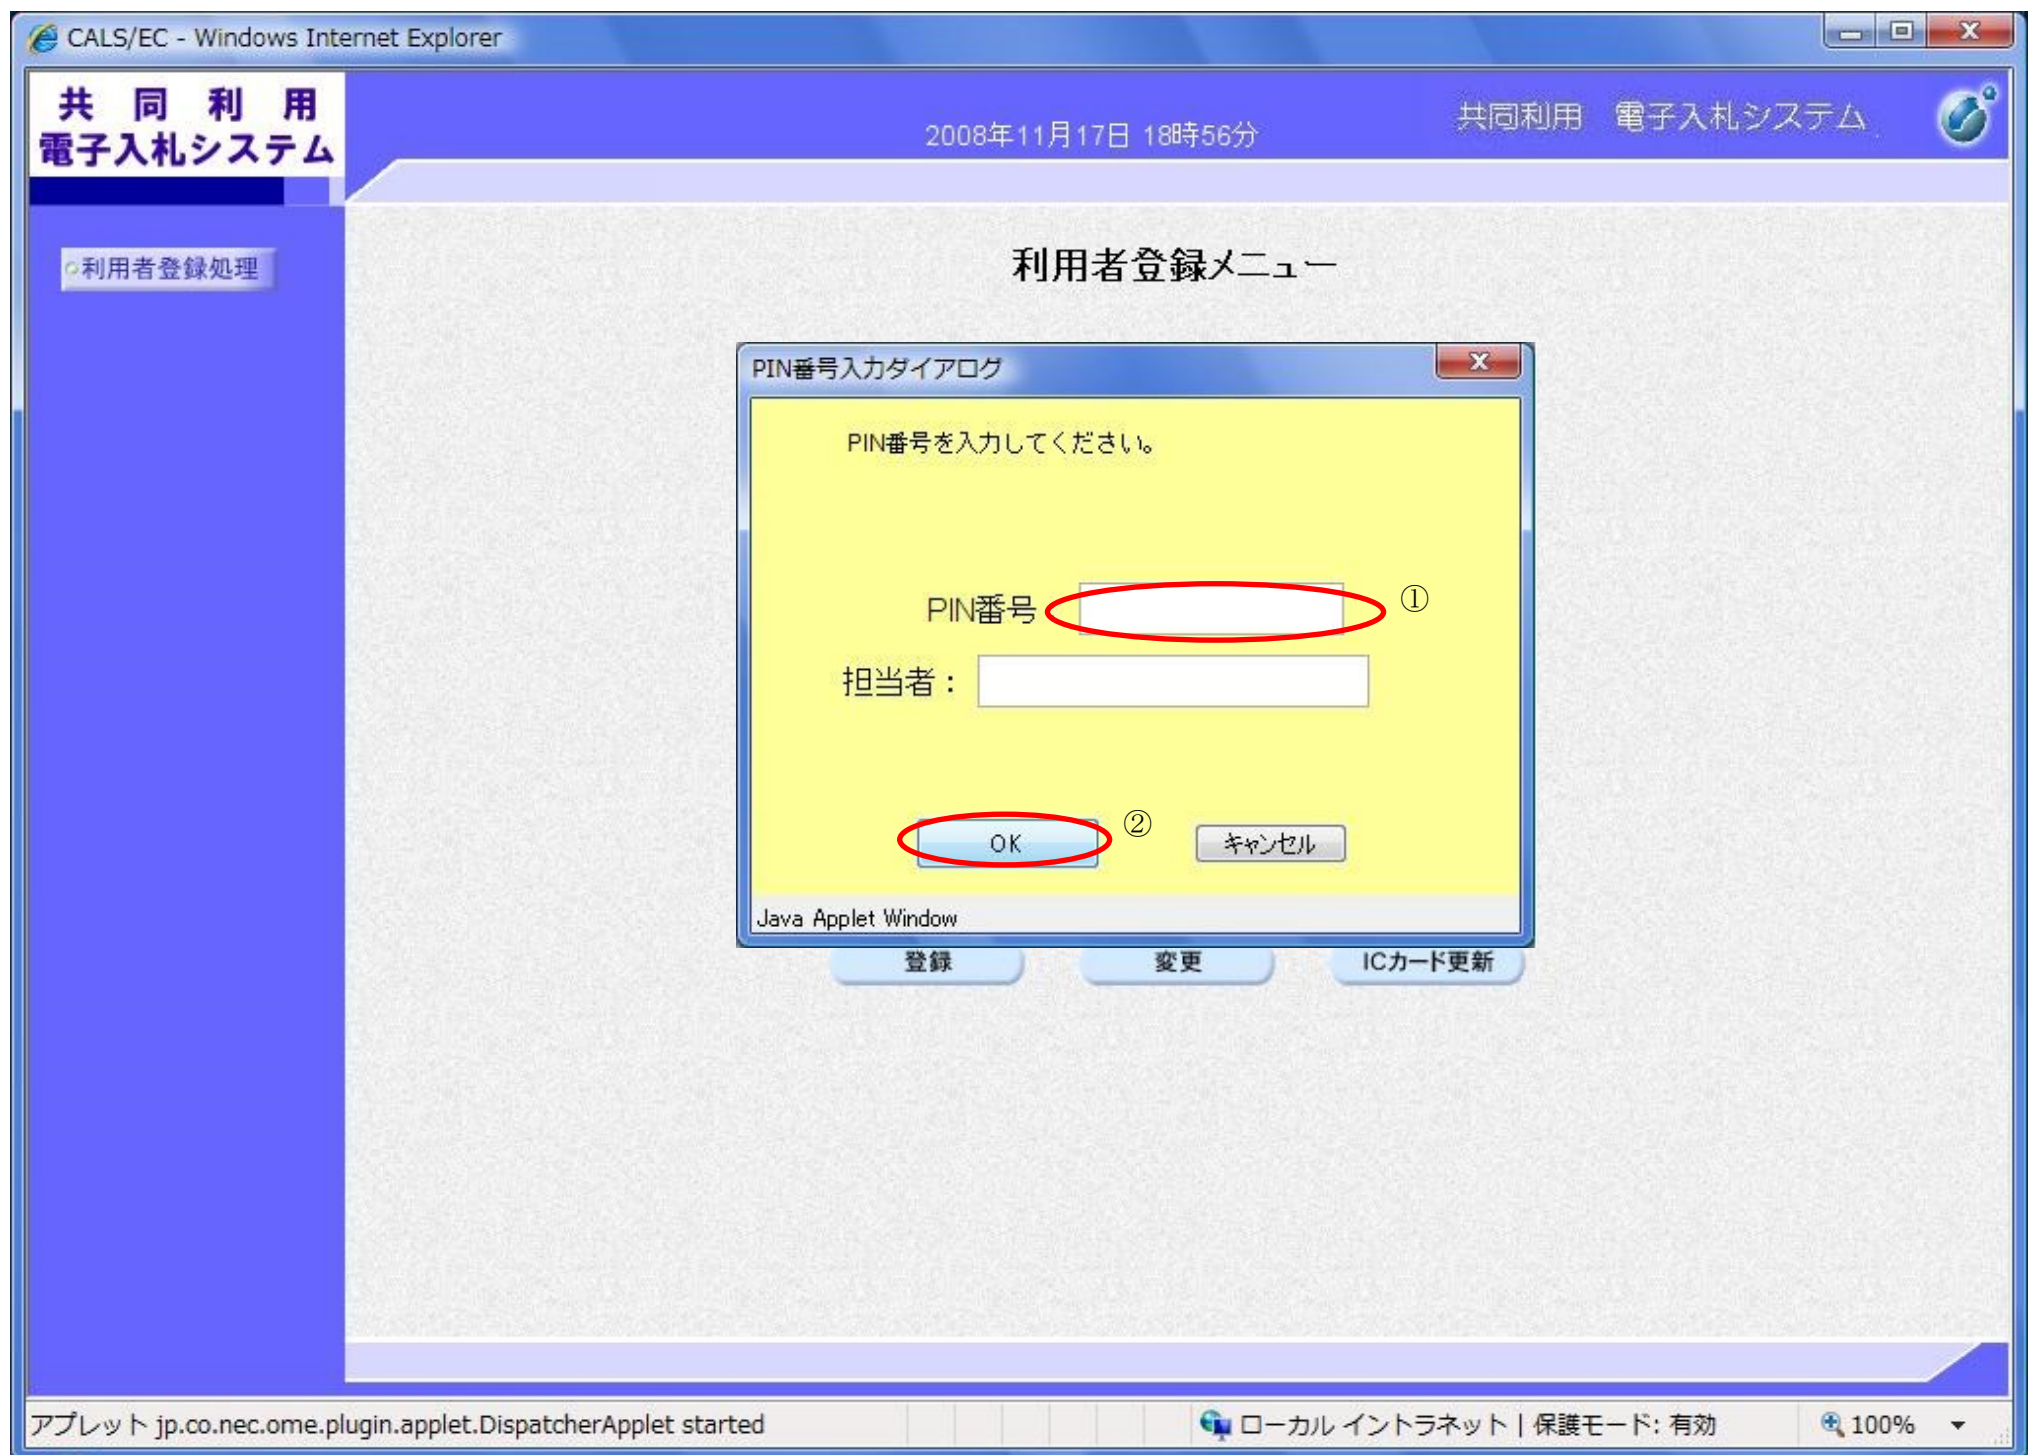 CALS/EC - Windows Internet Explorer
共同利用
電子入札システム
2008年11月17日 18時56分
共同利用 電子入札システム
利用者登録処理
利用者登録メニュー
PIN番号入力ダイアログ
PIN番号を入力してください。
PIN番号 ①
担当者：
OK ② キャンセル
Java Applet Window
登録 変更 ICカード更新
アプレット jp.co.nec.ome.plugin.applet.DispatcherApplet started
ローカル イントラネット | 保護モード: 有効 100%